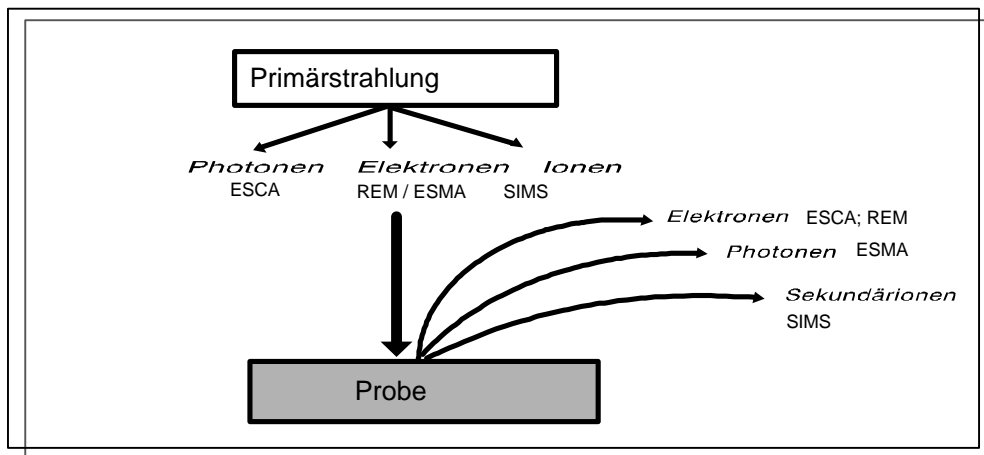 Primärstrahlung
Photonen Elektronen Ionen
ESCA REM / ESMA SIMS
Elektronen ESCA; REM
Photonen ESMA
Sekundärionen
SIMS
Probe